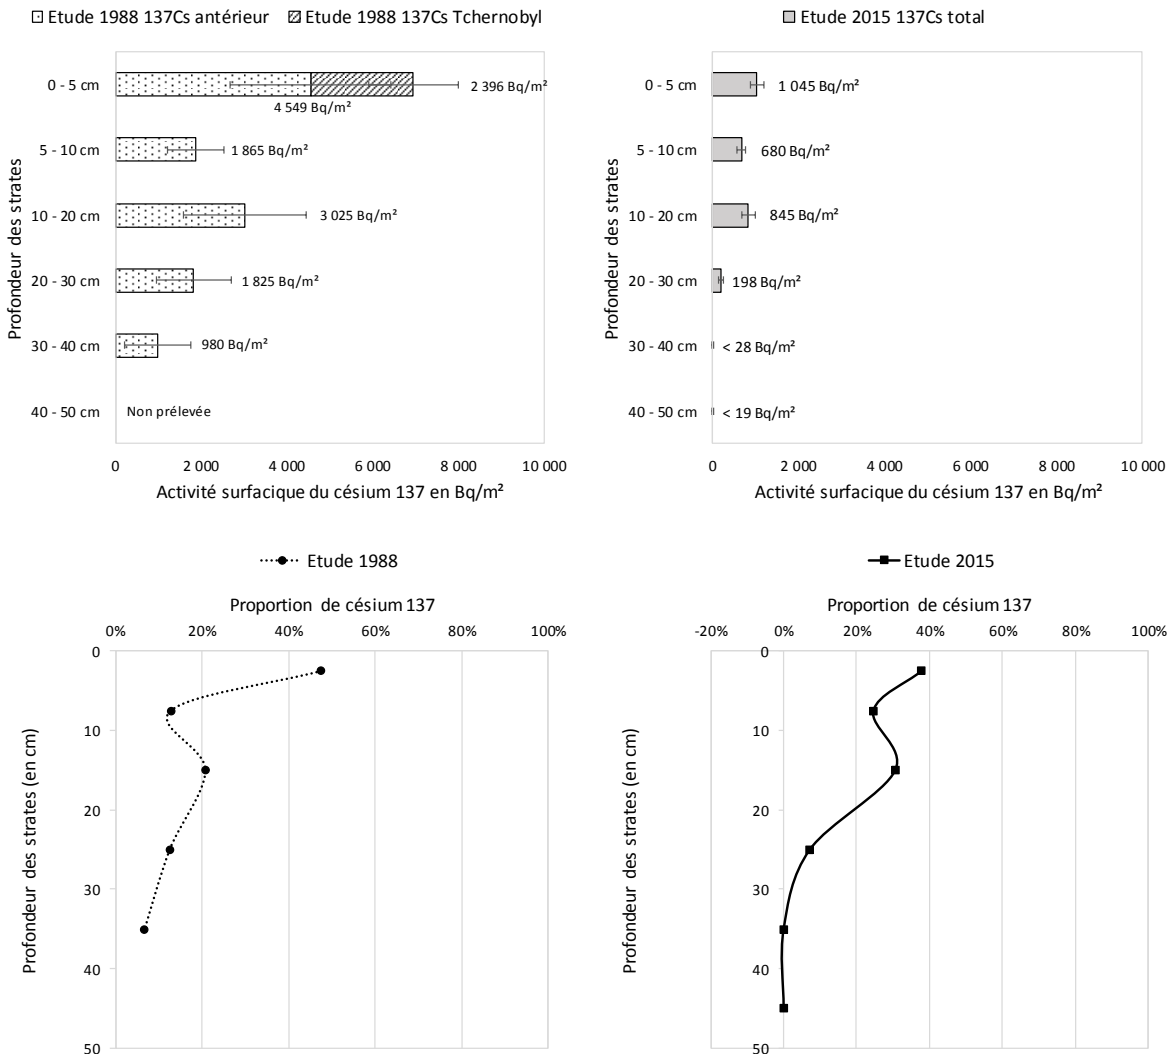 Etude 1988 137Cs antérieur Etude 1988 137Cs Tchernobyl
Profondeur des strates
0 - 5 cm
2 396 Bq/m²
4 549 Bq/m²
5 - 10 cm
1 865 Bq/m²
10 - 20 cm
3 025 Bq/m²
20 - 30 cm
1 825 Bq/m²
30 - 40 cm
980 Bq/m²
40 - 50 cm
Non prélevée
0 2 000 4 000 6 000 8 000 10 000
Activité surfacique du césium 137 en Bq/m²
Etude 2015 137Cs total
Profondeur des strates
0 - 5 cm
1 045 Bq/m²
5 - 10 cm
680 Bq/m²
10 - 20 cm
845 Bq/m²
20 - 30 cm
198 Bq/m²
30 - 40 cm
< 28 Bq/m²
40 - 50 cm
< 19 Bq/m²
0 2 000 4 000 6 000 8 000 10 000
Activité surfacique du césium 137 en Bq/m²
Etude 1988
Proportion de césium 137
0% 20% 40% 60% 80% 100%
Profondeur des strates (en cm)
0
10
20
30
40
50
Etude 2015
Proportion de césium 137
-20% 0% 20% 40% 60% 80% 100%
Profondeur des strates (en cm)
0
10
20
30
40
50